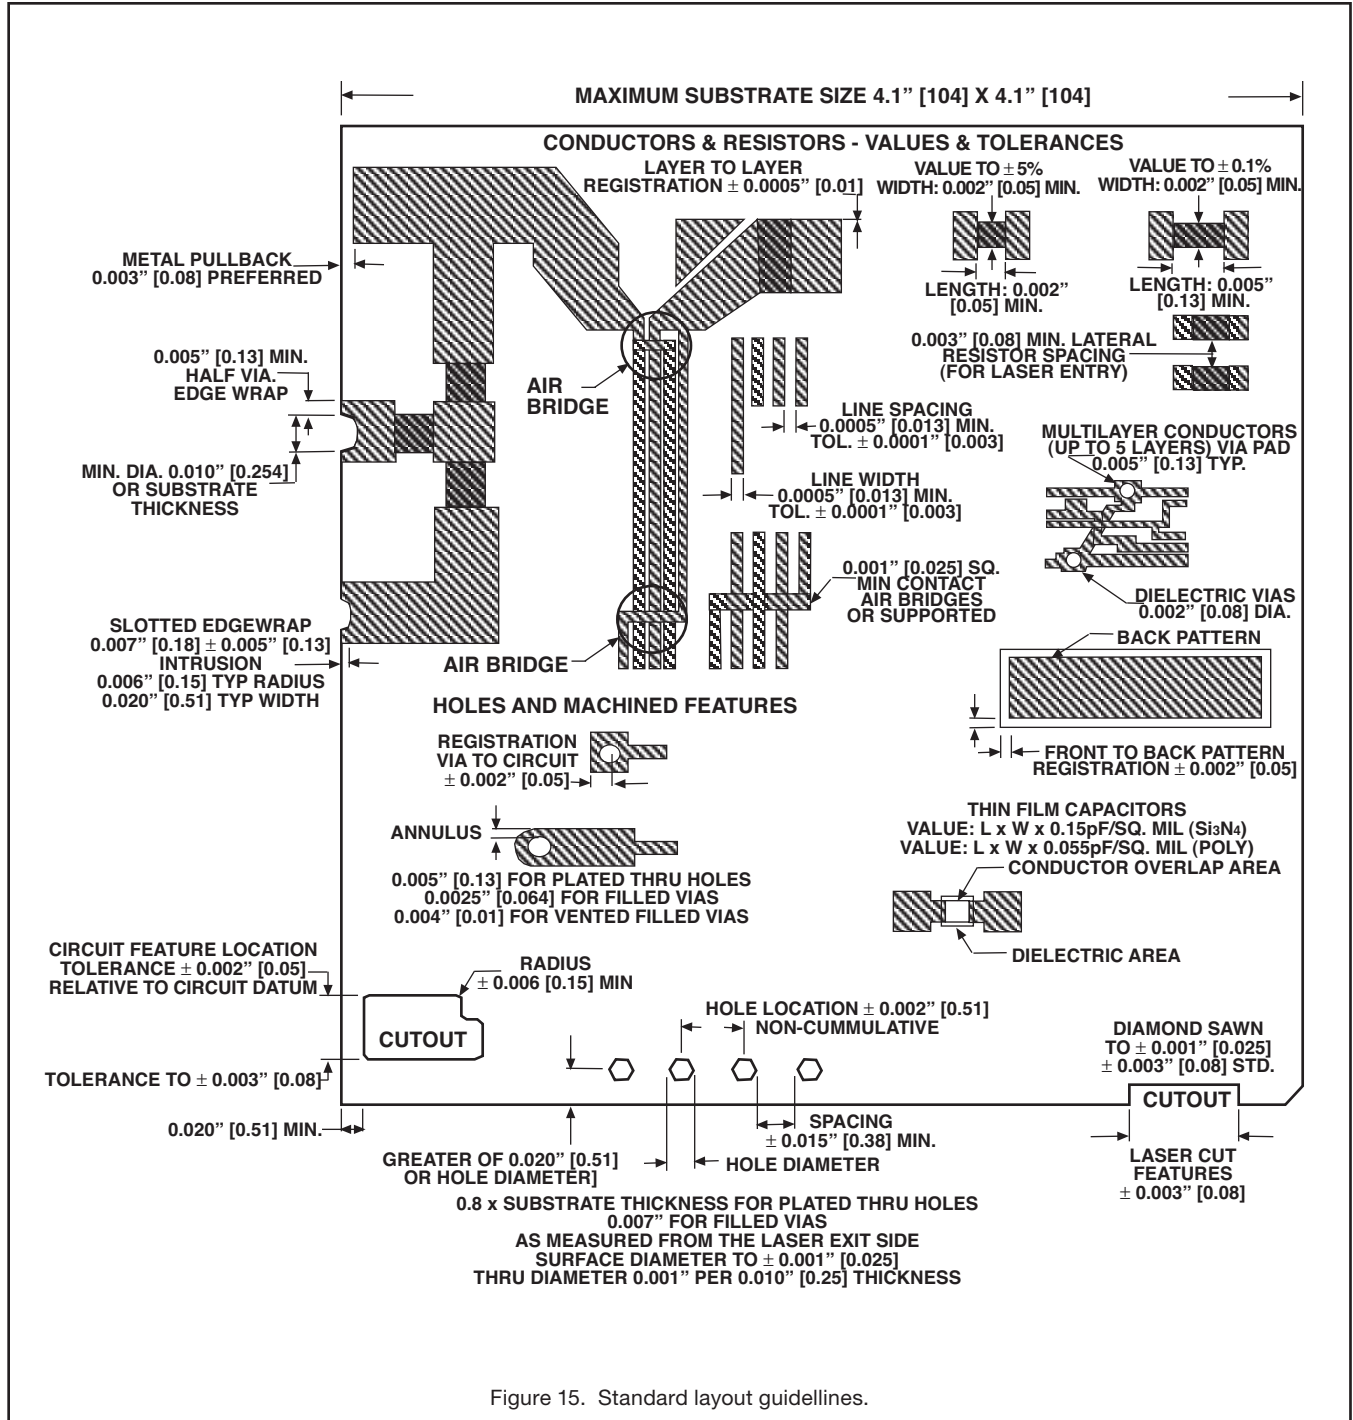 MAXIMUM SUBSTRATE SIZE 4.1” [104] X 4.1” [104]
CONDUCTORS & RESISTORS - VALUES & TOLERANCES
LAYER TO LAYER
REGISTRATION ± 0.0005” [0.01]
VALUE TO ± 5%
WIDTH: 0.002” [0.05] MIN.
VALUE TO ± 0.1%
WIDTH: 0.002” [0.05] MIN.
METAL PULLBACK
0.003” [0.08] PREFERRED
LENGTH: 0.002”
[0.05] MIN.
LENGTH: 0.005”
[0.13] MIN.
0.003” [0.08] MIN. LATERAL
RESISTOR SPACING
(FOR LASER ENTRY)
0.005” [0.13] MIN.
HALF VIA.
EDGE WRAP
AIR
BRIDGE
LINE SPACING
0.0005” [0.013] MIN.
TOL. ± 0.0001” [0.003]
MULTILAYER CONDUCTORS
(UP TO 5 LAYERS) VIA PAD
0.005” [0.13] TYP.
MIN. DIA. 0.010” [0.254]
OR SUBSTRATE
THICKNESS
LINE WIDTH
0.0005” [0.013] MIN.
TOL. ± 0.0001” [0.003]
0.001” [0.025] SQ.
MIN CONTACT
AIR BRIDGES
OR SUPPORTED
DIELECTRIC VIAS
0.002” [0.08] DIA.
SLOTTED EDGEWRAP
0.007” [0.18] ± 0.005” [0.13]
INTRUSION
0.006” [0.15] TYP RADIUS
0.020” [0.51] TYP WIDTH
AIR BRIDGE
BACK PATTERN
HOLES AND MACHINED FEATURES
REGISTRATION
VIA TO CIRCUIT
± 0.002” [0.05]
FRONT TO BACK PATTERN
REGISTRATION ± 0.002” [0.05]
ANNULUS
0.005” [0.13] FOR PLATED THRU HOLES
0.0025” [0.064] FOR FILLED VIAS
0.004” [0.01] FOR VENTED FILLED VIAS
THIN FILM CAPACITORS
VALUE: L x W x 0.15pF/SQ. MIL (Si3N4)
VALUE: L x W x 0.055pF/SQ. MIL (POLY)
CONDUCTOR OVERLAP AREA
DIELECTRIC AREA
CIRCUIT FEATURE LOCATION
TOLERANCE ± 0.002” [0.05]
RELATIVE TO CIRCUIT DATUM
RADIUS
± 0.006 [0.15] MIN
CUTOUT
HOLE LOCATION ± 0.002” [0.51]
NON-CUMMULATIVE
DIAMOND SAWN
TO ± 0.001” [0.025]
± 0.003” [0.08] STD.
TOLERANCE TO ± 0.003” [0.08]
CUTOUT
0.020” [0.51] MIN.
SPACING
± 0.015” [0.38] MIN.
GREATER OF 0.020” [0.51]
OR HOLE DIAMETER]
HOLE DIAMETER
LASER CUT
FEATURES
± 0.003” [0.08]
0.8 x SUBSTRATE THICKNESS FOR PLATED THRU HOLES
0.007” FOR FILLED VIAS
AS MEASURED FROM THE LASER EXIT SIDE
SURFACE DIAMETER TO ± 0.001” [0.025]
THRU DIAMETER 0.001” PER 0.010” [0.25] THICKNESS
Figure 15. Standard layout guidellines.